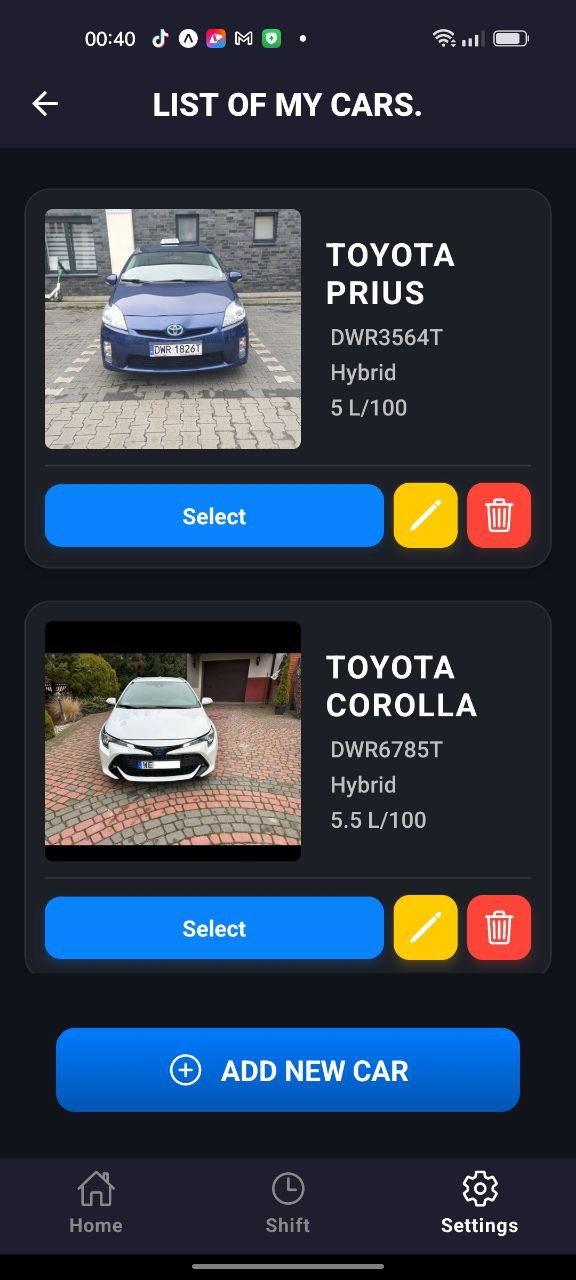 00:40
LIST OF MY CARS.
TOYOTA
PRIUS
DWR3564T
Hybrid
5 L/100
DWR 1826T
Select
TOYOTA
COROLLA
DWR6785T
Hybrid
5.5 L/100
WE
Select
ADD NEW CAR
Home
Shift
Settings